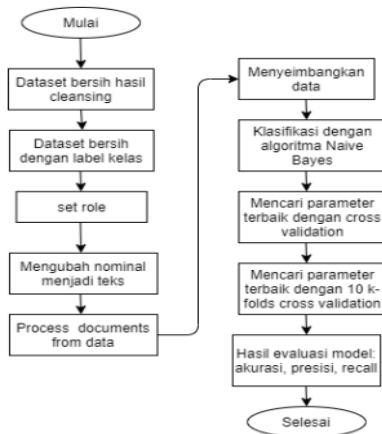 Mulai
Dataset bersih hasil
cleansing
Dataset bersih
dengan label kelas
set role
Mengubah nominal
menjadi teks
Process documents
from data
Menyeimbangkan
data
Klasifikasi dengan
algoritma Naive
Bayes
Mencari parameter
terbaik dengan cross
validation
Mencari parameter
terbaik dengan 10 k-
folds cross validation
Hasil evaluasi model:
akurasi, presisi, recall
Selesai